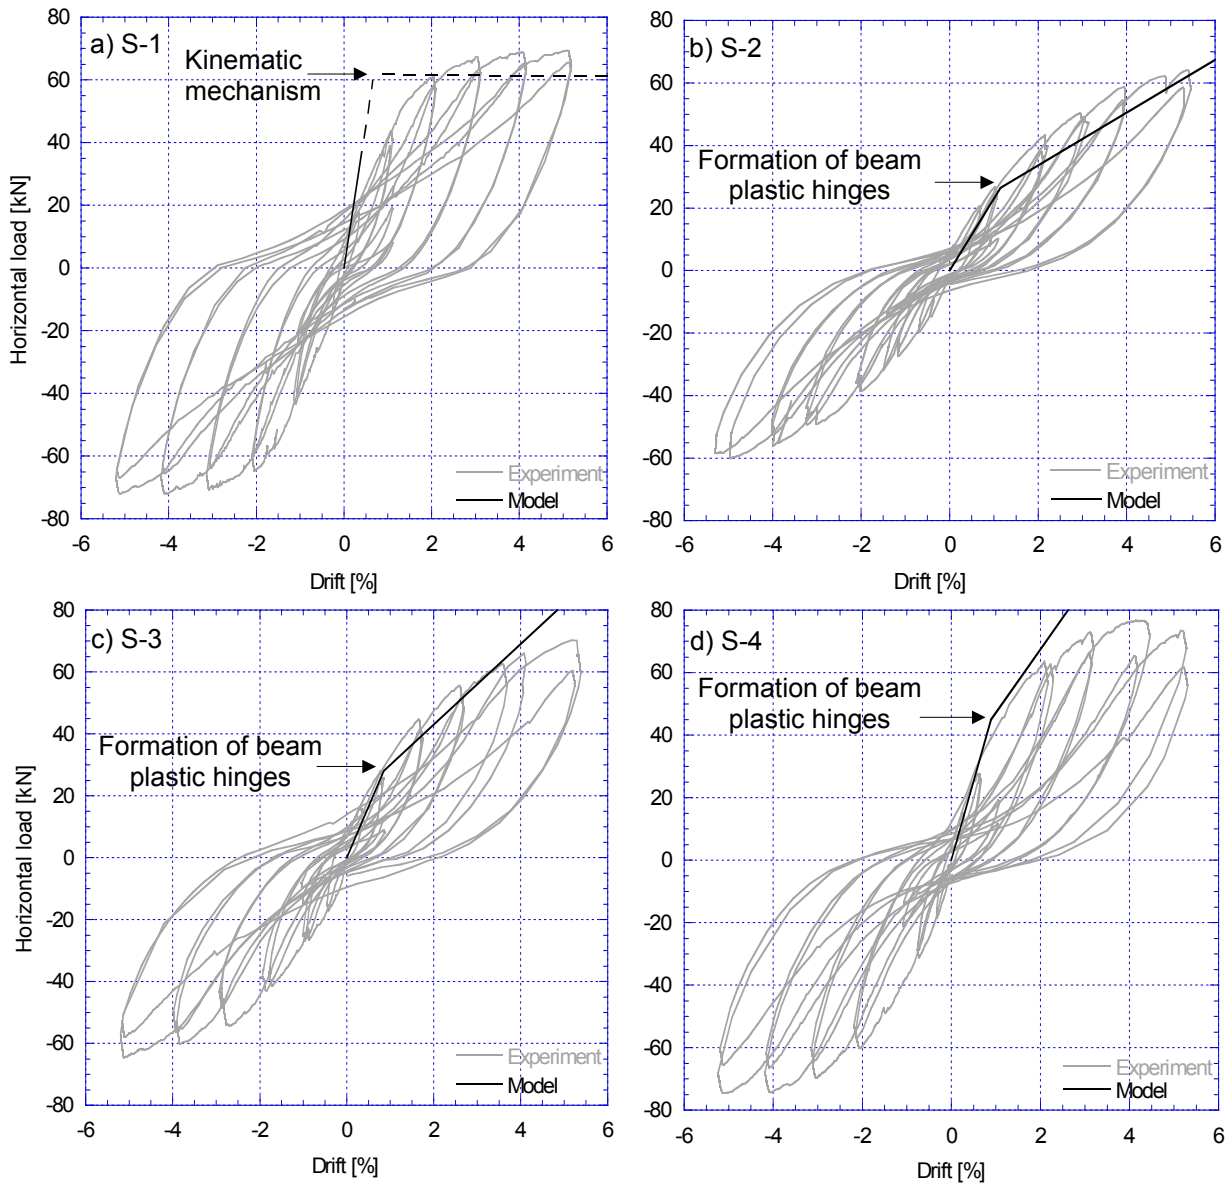 a) S-1
Kinematic
mechanism
80
60
40
20
0
-20
-40
-60
-80
Horizontal load [kN]
Experiment
Model
-6 -4 -2 0 2 4 6
Drift [%]
b) S-2
Formation of beam
plastic hinges
80
60
40
20
0
-20
-40
-60
-80
Experiment
Model
-6 -4 -2 0 2 4 6
Drift [%]
c) S-3
Formation of beam
plastic hinges
80
60
40
20
0
-20
-40
-60
-80
Horizontal load [kN]
Experiment
Model
-6 -4 -2 0 2 4 6
Drift [%]
d) S-4
Formation of beam
plastic hinges
80
60
40
20
0
-20
-40
-60
-80
Experiment
Model
-6 -4 -2 0 2 4 6
Drift [%]